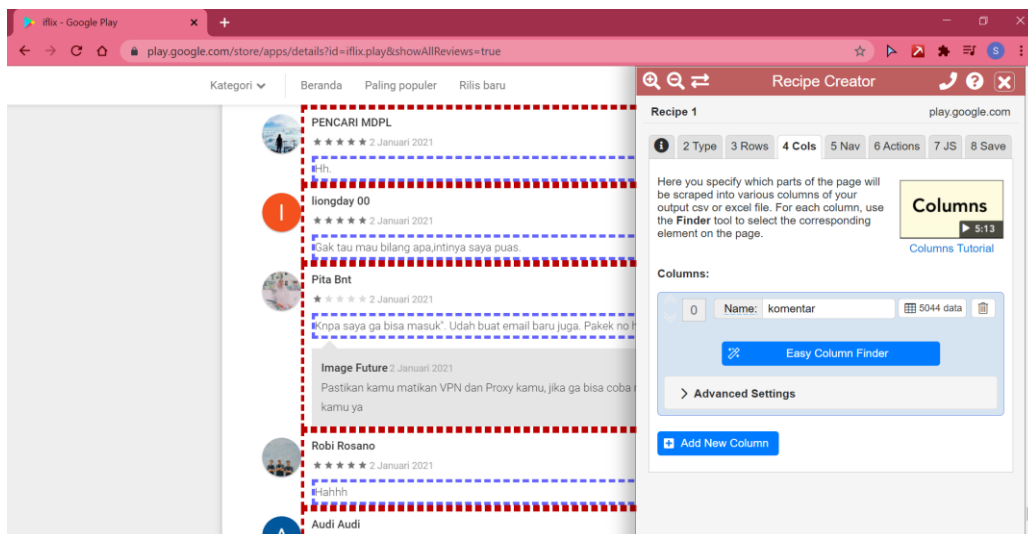 iflix - Google Play
play.google.com/store/apps/details?id=iflix.play&showAllReviews=true
S
Kategori
Beranda
Paling populer
Rilis baru
PENCARI MDPL
2 Januari 2021
Hh.
I
liongday 00
2 Januari 2021
Gak tau mau bilang apa,intinya saya puas.
Pita Bnt
2 Januari 2021
Knpa saya ga bisa masuk". Udah buat email baru juga. Pakek no
Image Future 2 Januari 2021
Pastikan kamu matikan VPN dan Proxy kamu, jika ga bisa coba
kamu ya
Robi Rosano
2 Januari 2021
Hahhh
Audi Audi
Recipe Creator
Recipe 1
play.google.com
2 Type
3 Rows
4 Cols
5 Nav
6 Actions
7 JS
8 Save
Here you specify which parts of the page will
be scraped into various columns of your
output csv or excel file. For each column, use
the Finder tool to select the corresponding
element on the page.
Columns
5:13
Columns Tutorial
Columns:
0
Name: komentar
5044 data
Easy Column Finder
Advanced Settings
Add New Column